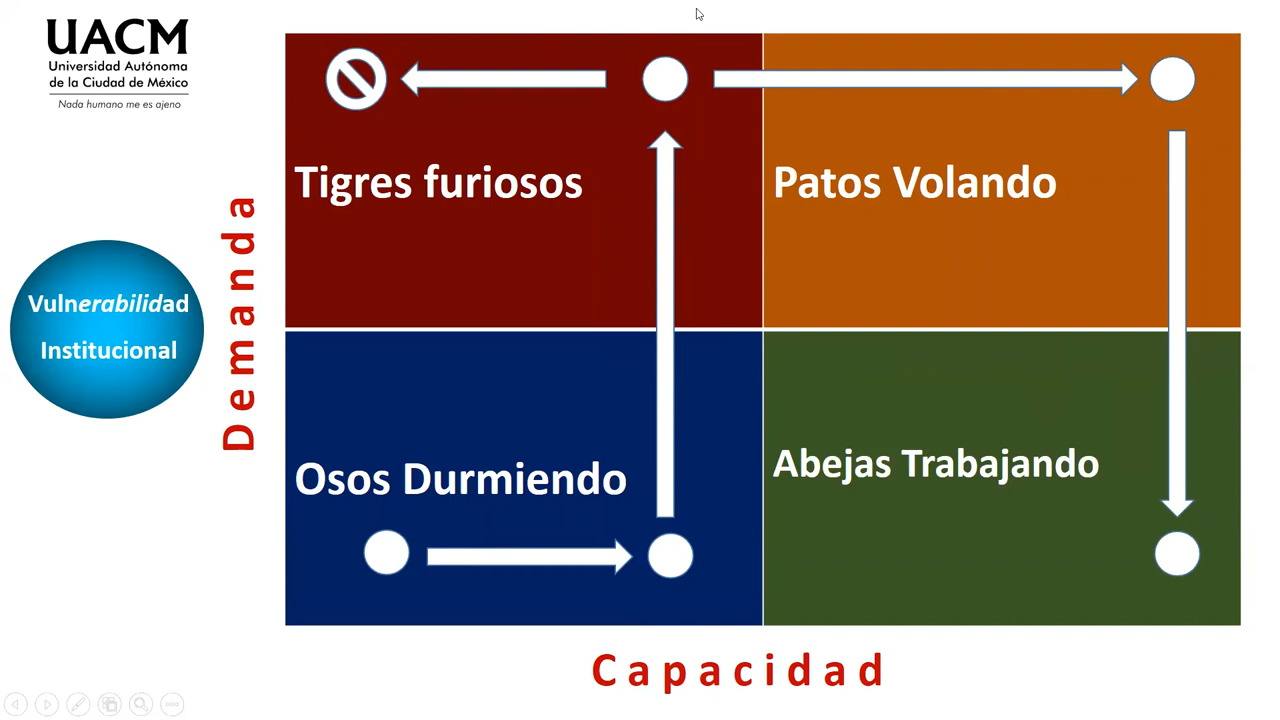 UACM
Universidad Autónoma
de la Ciudad de México
Nada humano me es ajeno
Tigres furiosos
Patos Volando
Demanda
Vulnerabilidad
Institucional
Osos Durmiendo
Abejas Trabajando
Capacidad